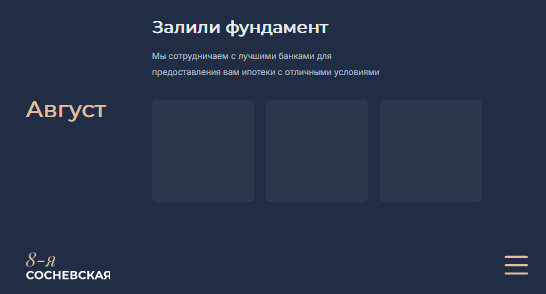 Залили фундамент
Мы сотрудничаем с лучшими банками для
предоставления вам ипотеки с отличными условиями
Август
8-я
СОСНЕВСКАЯ